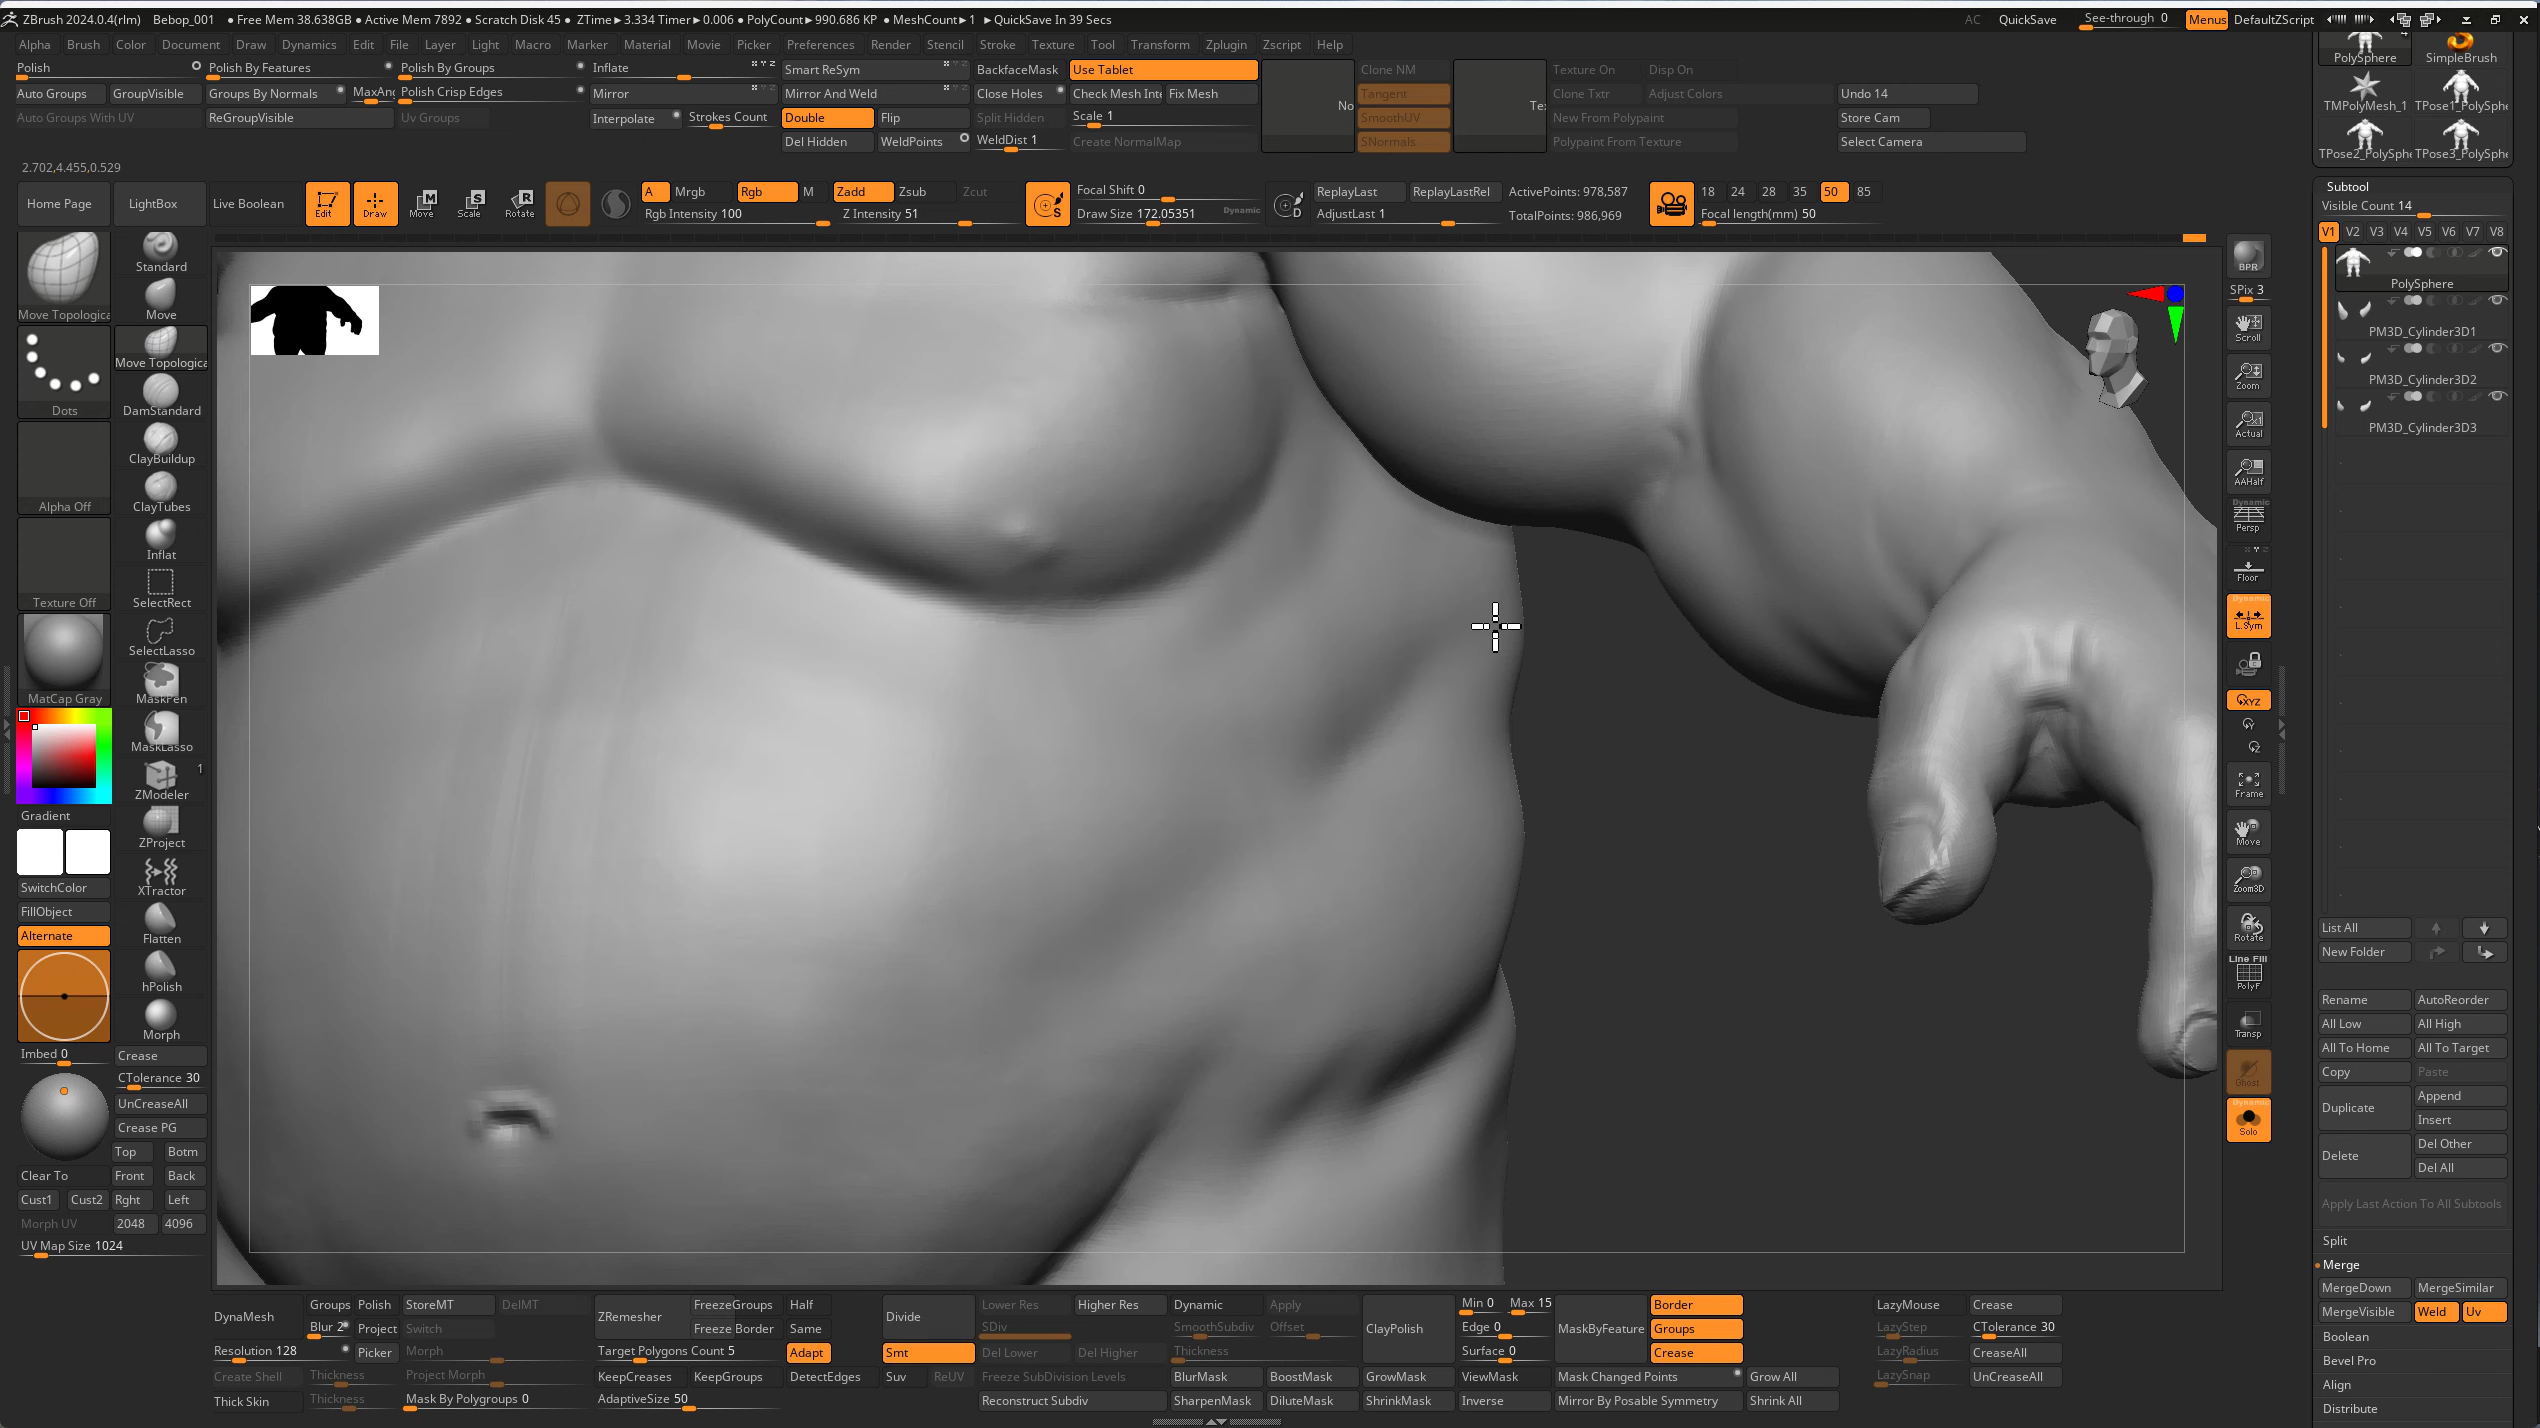 ZBrush 2024.0.4(rlm) Bebop_001 ● Free Mem 38.638GB ● Active Mem 7892 ● Scratch Disk 45 ● ZTime►3.334 Timer►0.006 ● PolyCount►990.686 KP ● MeshCount►1 ►QuickSave In 39 Secs AC QuickSave See-through 0 Menus DefaultZScript
Alpha Brush Color Document Draw Dynamics Edit File Layer Light Macro Marker Material Movie Picker Preferences Render Stencil Stroke Texture Tool Transform Zplugin Zscript Help
Polish Polish By Features Polish By Groups Inflate Smart ReSym BackfaceMask Use Tablet Clone NM Texture On Disp On
Auto Groups GroupVisible Groups By Normals MaxAn Polish Crisp Edges Mirror Mirror And Weld Close Holes Check Mesh Inte Fix Mesh Tangent Clone Txtr Adjust Colors Undo 14
Auto Groups With UV ReGroupVisible Uv Groups Interpolate Strokes Count Double Flip Split Hidden Scale 1 No SmoothUV Te: New From Polypaint Store Cam
Del Hidden WeldPoints WeldDist 1 Create NormalMap SNormals Polypaint From Texture Select Camera
2.702,4.455,0.529
Home Page LightBox Live Boolean Edit Draw Move Scale Rotate A Mrgb Rgb M Zadd Zsub Zcut Focal Shift 0 ReplayLast ReplayLastRel ActivePoints: 978,587 18 24 28 35 50 85
Rgb Intensity 100 Z Intensity 51 S Draw Size 172.05351 Dynamic D AdjustLast 1 TotalPoints: 986,969 Focal length(mm) 50
Move Topologica
Dots
Alpha Off
Texture Off
MatCap Gray
Gradient
SwitchColor
FillObject
Alternate
Standard
Move
Move Topologica
DamStandard
ClayBuildup
ClayTubes
Inflat
SelectRect
SelectLasso
MaskPen
MaskLasso
1
ZModeler
ZProject
XTractor
Flatten
hPolish
Morph
Imbed 0 Crease
CTolerance 30
UnCreaseAll
Crease PG
Top Botm
Clear To Front Back
Cust1 Cust2 Rght Left
Morph UV 2048 4096
UV Map Size 1024
BPR
SPix 3
Scroll
Zoom
Actual
AAHalf
Dynamic
Persp
Floor
Dynamic
L.Sym
XYZ
Y
Z
Frame
Move
Zoom3D
Rotate
Line Fill
PolyF
Transp
Ghost
Dynamic
Solo
4
PolySphere SimpleBrush
TMPolyMesh_1 TPose1_PolySphe
TPose2_PolySphe TPose3_PolySphe
Subtool
Visible Count 14
V1 V2 V3 V4 V5 V6 V7 V8
PolySphere
PM3D_Cylinder3D1
PM3D_Cylinder3D2
PM3D_Cylinder3D3
List All
New Folder
Rename AutoReorder
All Low All High
All To Home All To Target
Copy Paste
Duplicate Append
Insert
Delete Del Other
Del All
Apply Last Action To All Subtools
Split
Merge
MergeDown MergeSimilar
MergeVisible Weld Uv
Boolean
Bevel Pro
Align
Distribute
DynaMesh Groups Polish StoreMT DelMT ZRemesher FreezeGroups Half Divide Lower Res Higher Res Dynamic Apply ClayPolish Min 0 Max 15 MaskByFeature Border LazyMouse Crease
Blur 2 Project Switch Freeze Border Same SDiv SmoothSubdiv Offset Edge 0 Groups LazyStep CTolerance 30
Resolution 128 Picker Morph Target Polygons Count 5 Adapt Smt Del Lower Del Higher Thickness Surface 0 Crease LazyRadius CreaseAll
Create Shell Thickness Project Morph KeepCreases KeepGroups DetectEdges Suv ReUV Freeze SubDivision Levels BlurMask BoostMask GrowMask ViewMask Mask Changed Points Grow All LazySnap UnCreaseAll
Thick Skin Thickness Mask By Polygroups 0 AdaptiveSize 50 Reconstruct Subdiv SharpenMask DiluteMask ShrinkMask Inverse Mirror By Posable Symmetry Shrink All